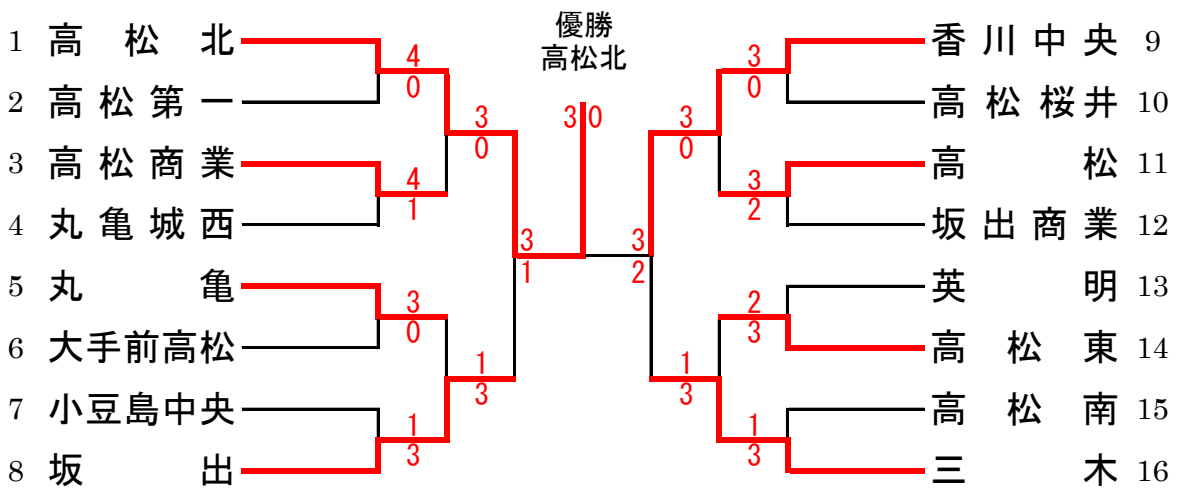 優勝
高松北
3 0
1 高松北
2 高松第一
3 高松商業
4 丸亀城西
5 丸亀
6 大手前高松
7 小豆島中央
8 坂出
4
0
4
1
3
0
1
3
3
0
1
3
3
1
3
2
3
0
1
3
3
0
3
2
2
3
1
3
香川中央 9
高松桜井 10
高松 11
坂出商業 12
英明 13
高松東 14
高松南 15
三木 16